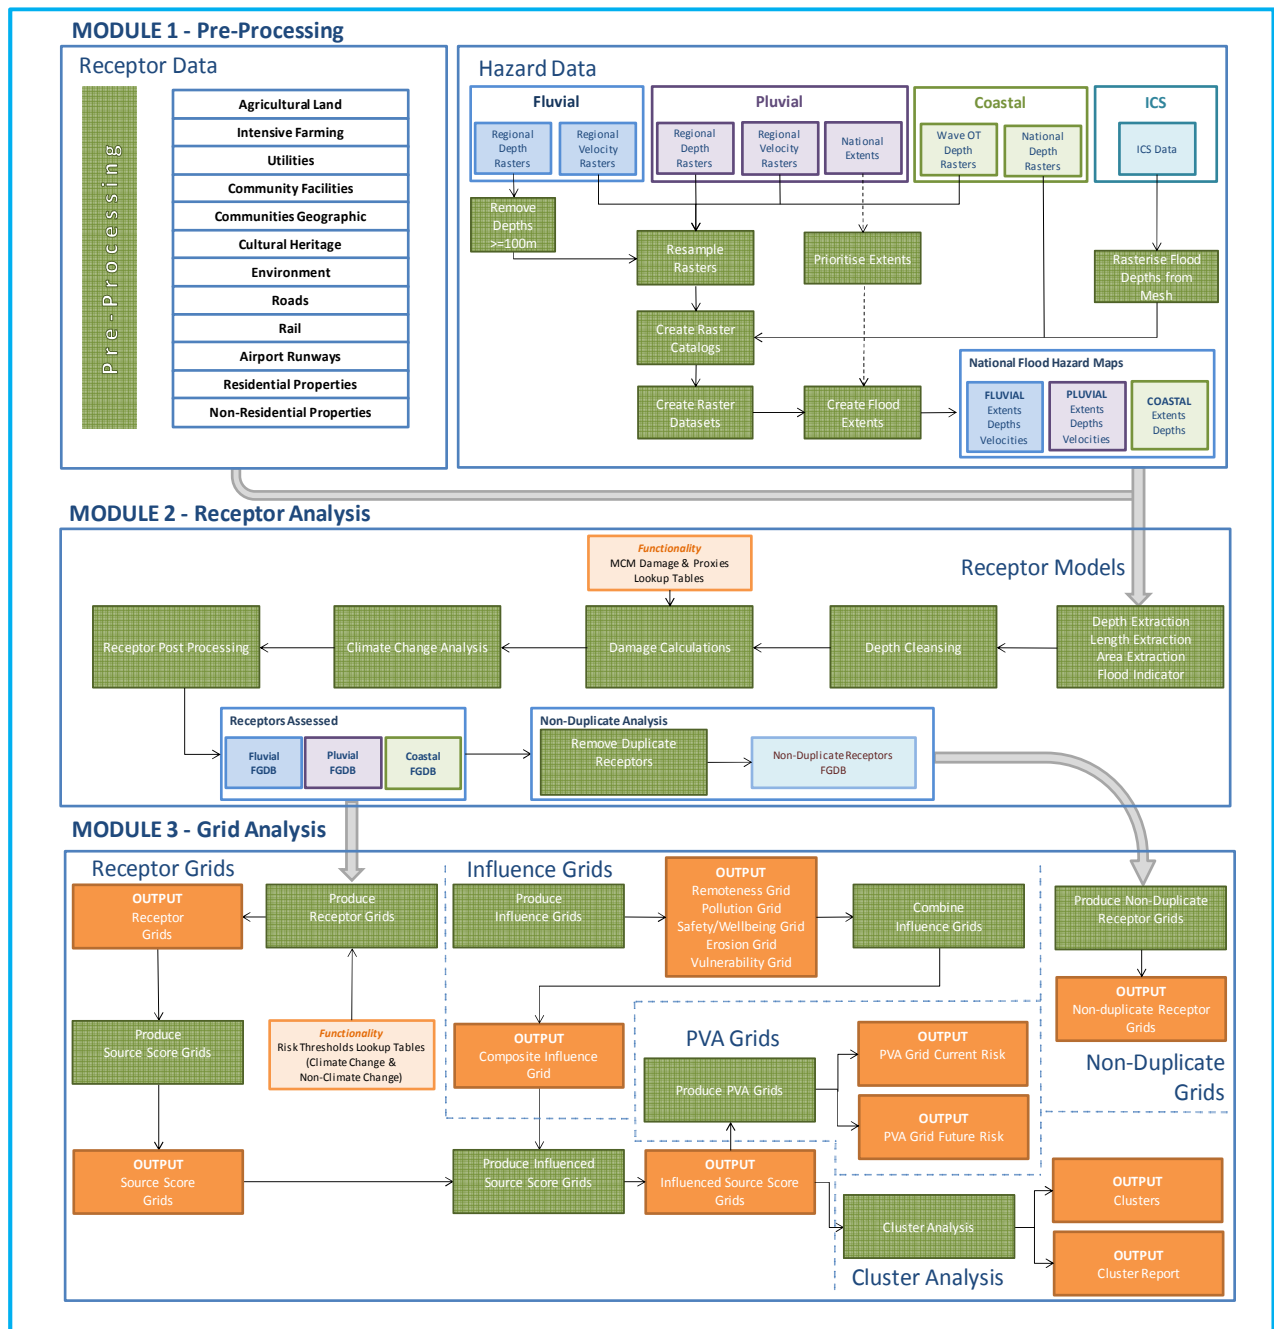 MODULE 1 - Pre-Processing
Receptor Data
Pre-Processing
Agricultural Land
Intensive Farming
Utilities
Community Facilities
Communities Geographic
Cultural Heritage
Environment
Roads
Rail
Airport Runways
Residential Properties
Non-Residential Properties
Hazard Data
Fluvial
Regional
Depth
Rasters
Regional
Velocity
Rasters
Pluvial
Regional
Depth
Rasters
Regional
Velocity
Rasters
National
Extents
Coastal
Wave OT
Depth
Rasters
National
Depth
Rasters
ICS
ICS Data
Remove
Depths
>=100m
Resample
Rasters
Prioritise Extents
Rasterise Flood
Depths from
Mesh
Create Raster
Catalogs
Create Raster
Datasets
Create Flood
Extents
National Flood Hazard Maps
FLUVIAL
Extents
Depths
Velocities
PLUVIAL
Extents
Depths
Velocities
COASTAL
Extents
Depths
MODULE 2 - Receptor Analysis
Functionality
MCM Damage & Proxies
Lookup Tables
Receptor Models
Receptor Post Processing
Climate Change Analysis
Damage Calculations
Depth Cleansing
Depth Extraction
Length Extraction
Area Extraction
Flood Indicator
Receptors Assessed
Fluvial
FGDB
Pluvial
FGDB
Coastal
FGDB
Non-Duplicate Analysis
Remove Duplicate
Receptors
Non-Duplicate Receptors
FGDB
MODULE 3 - Grid Analysis
Receptor Grids
OUTPUT
Receptor
Grids
Produce
Receptor Grids
Produce
Source Score Grids
Functionality
Risk Thresholds Lookup Tables
(Climate Change &
Non-Climate Change)
OUTPUT
Source Score
Grids
Influence Grids
Produce
Influence Grids
OUTPUT
Remoteness Grid
Pollution Grid
Safety/Wellbeing Grid
Erosion Grid
Vulnerability Grid
Combine
Influence Grids
OUTPUT
Composite Influence
Grid
Produce Influenced
Source Score Grids
OUTPUT
Influenced Source Score
Grids
PVA Grids
Produce PVA Grids
OUTPUT
PVA Grid Current Risk
OUTPUT
PVA Grid Future Risk
Produce Non-Duplicate
Receptor Grids
OUTPUT
Non-duplicate Receptor
Grids
Non-Duplicate
Grids
Cluster Analysis
OUTPUT
Clusters
OUTPUT
Cluster Report
Cluster Analysis